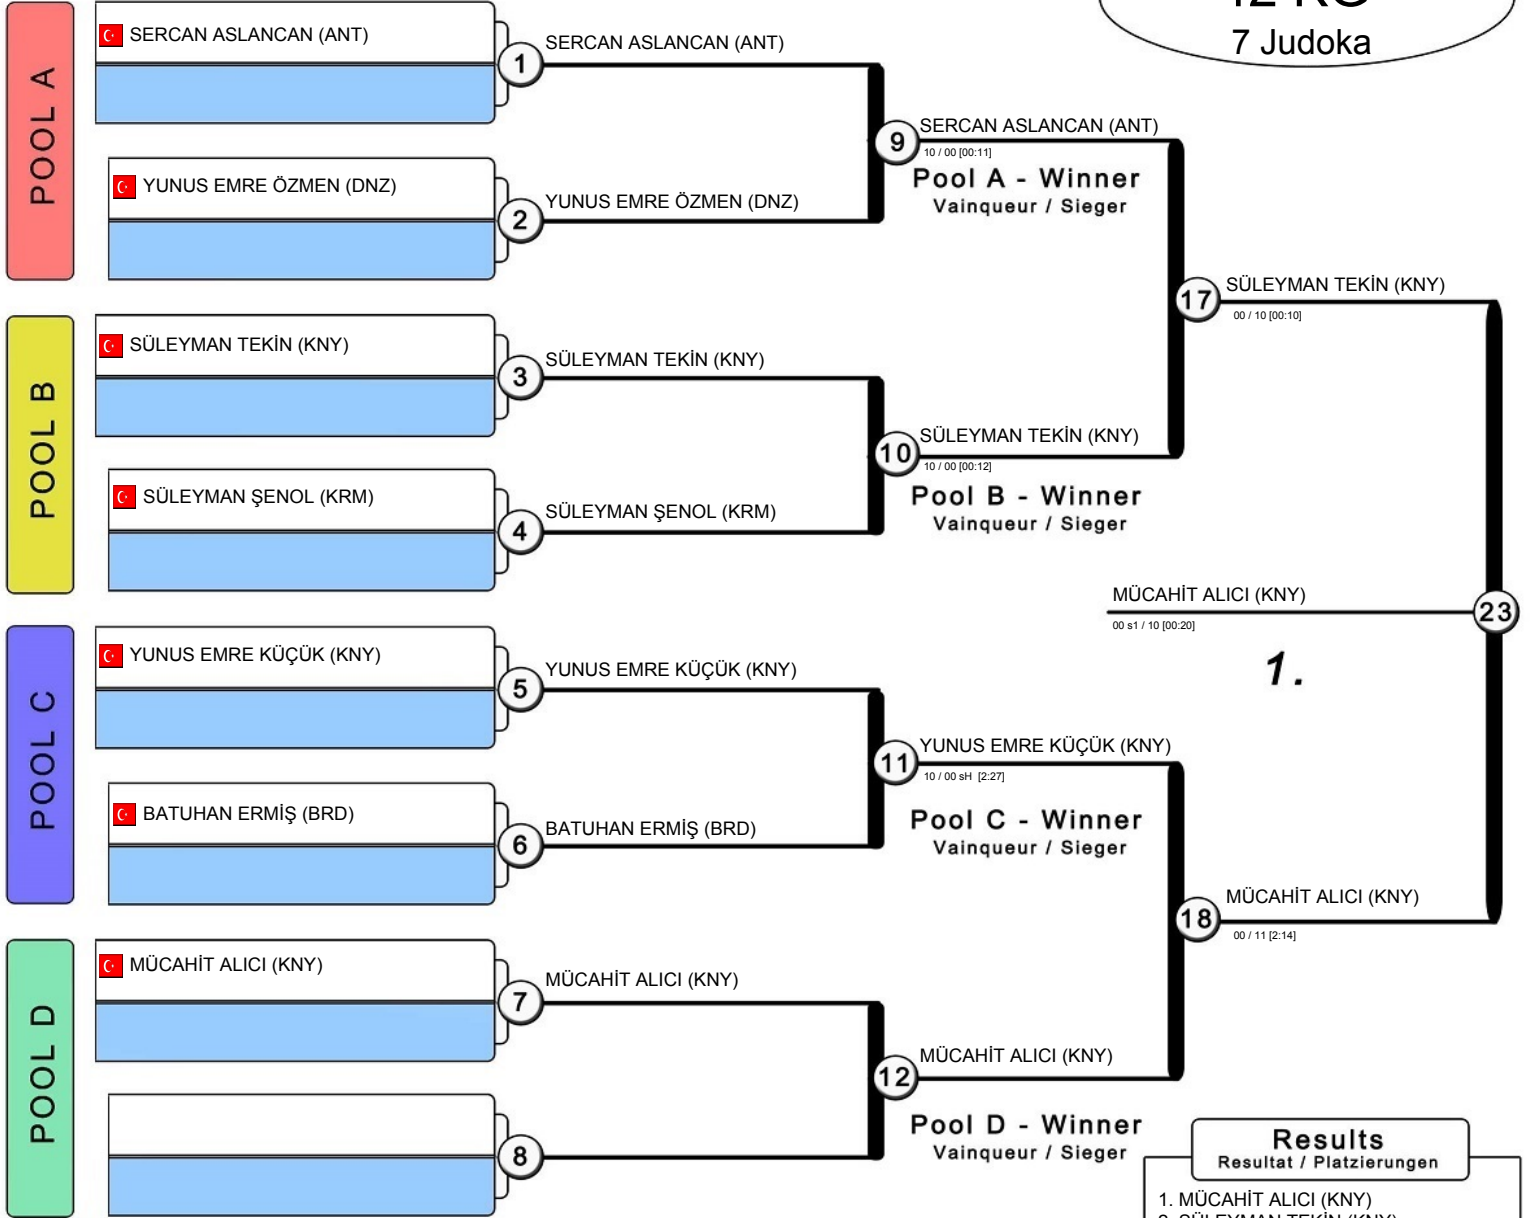 7 Judoka
POOL A
SERCAN ASLANCAN (ANT)
1
SERCAN ASLANCAN (ANT)
YUNUS EMRE ÖZMEN (DNZ)
2
YUNUS EMRE ÖZMEN (DNZ)
9
SERCAN ASLANCAN (ANT)
10 / 00 [00:11]
Pool A - Winner
Vainqueur / Sieger
POOL B
SÜLEYMAN TEKİN (KNY)
3
SÜLEYMAN TEKİN (KNY)
SÜLEYMAN ŞENOL (KRM)
4
SÜLEYMAN ŞENOL (KRM)
10
SÜLEYMAN TEKİN (KNY)
10 / 00 [00:12]
Pool B - Winner
Vainqueur / Sieger
17
SÜLEYMAN TEKİN (KNY)
00 / 10 [00:10]
MÜCAHİT ALICI (KNY)
00 s1 / 10 [00:20]
23
1.
POOL C
YUNUS EMRE KÜÇÜK (KNY)
5
YUNUS EMRE KÜÇÜK (KNY)
BATUHAN ERMİŞ (BRD)
6
BATUHAN ERMİŞ (BRD)
11
YUNUS EMRE KÜÇÜK (KNY)
10 / 00 sH [2:27]
Pool C - Winner
Vainqueur / Sieger
18
MÜCAHİT ALICI (KNY)
00 / 11 [2:14]
POOL D
MÜCAHİT ALICI (KNY)
7
MÜCAHİT ALICI (KNY)
8
12
MÜCAHİT ALICI (KNY)
Pool D - Winner
Vainqueur / Sieger
Results
Resultat / Platzierungen
1. MÜCAHİT ALICI (KNY)
2. SÜLEYMAN TEKİN (KNY)